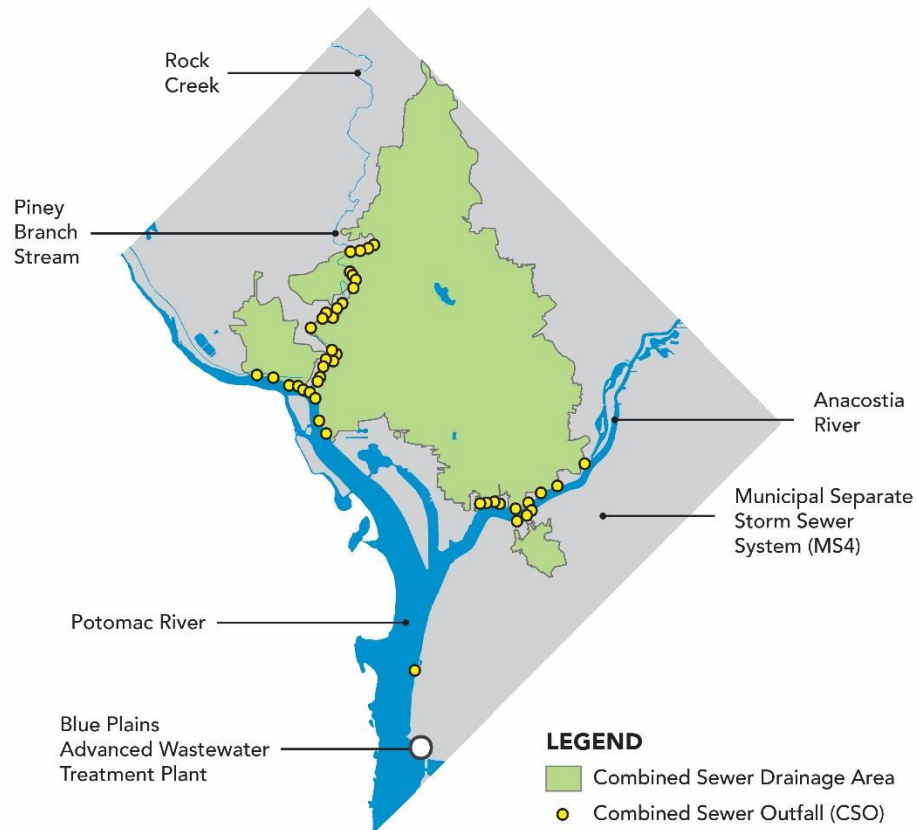 Rock
Creek
Piney
Branch
Stream
Anacostia
River
Municipal Separate
Storm Sewer
System (MS4)
Potomac River
Blue Plains
Advanced Wastewater
Treatment Plant
LEGEND
Combined Sewer Drainage Area
Combined Sewer Outfall (CSO)